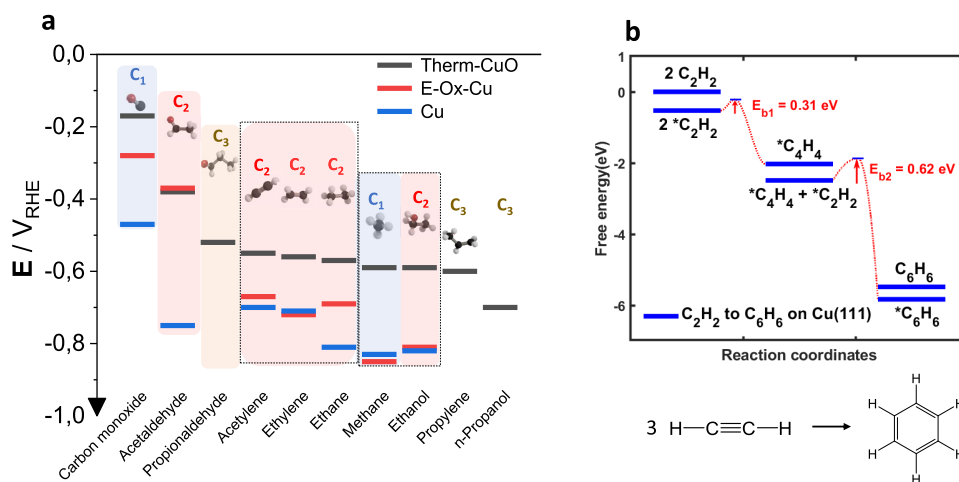 a
0,0
-0,2
-0,4
-0,6
-0,8
-1,0
E / V_RHE
Therm-CuO
E-Ox-Cu
Cu
C₁
C₂
C₃
C₂
C₂
C₂
C₁
C₂
C₃
C₃
Carbon monoxide
Acetaldehyde
Propionaldehyde
Acetylene
Ethylene
Ethane
Methane
Ethanol
Propylene
n-Propanol
b
1
0
-2
-4
-6
Free energy(eV)
2 C₂H₂
2 *C₂H₂
E_b1 = 0.31 eV
*C₄H₄
*C₄H₄ + *C₂H₂
E_b2 = 0.62 eV
C₆H₆
*C₆H₆
C₂H₂ to C₆H₆ on Cu(111)
Reaction coordinates
3 H—C≡C—H
H
H
H
H
H
H